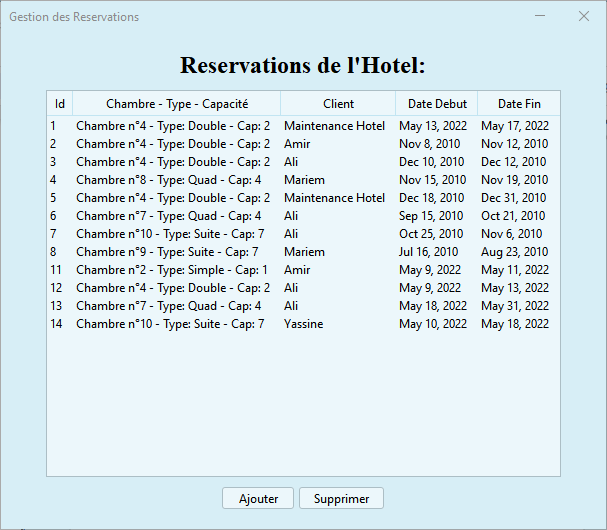 Gestion des Reservations
Reservations de l'Hotel:
Id Chambre - Type - Capacité Client Date Debut Date Fin
1 Chambre n°4 - Type: Double - Cap: 2 Maintenance Hotel May 13, 2022 May 17, 2022
2 Chambre n°4 - Type: Double - Cap: 2 Amir Nov 8, 2010 Nov 12, 2010
3 Chambre n°4 - Type: Double - Cap: 2 Ali Dec 10, 2010 Dec 12, 2010
4 Chambre n°8 - Type: Quad - Cap: 4 Mariem Nov 15, 2010 Nov 19, 2010
5 Chambre n°4 - Type: Double - Cap: 2 Maintenance Hotel Dec 18, 2010 Dec 31, 2010
6 Chambre n°7 - Type: Quad - Cap: 4 Ali Sep 15, 2010 Oct 21, 2010
7 Chambre n°10 - Type: Suite - Cap: 7 Ali Oct 25, 2010 Nov 6, 2010
8 Chambre n°9 - Type: Suite - Cap: 7 Mariem Jul 16, 2010 Aug 23, 2010
11 Chambre n°2 - Type: Simple - Cap: 1 Amir May 9, 2022 May 11, 2022
12 Chambre n°4 - Type: Double - Cap: 2 Ali May 9, 2022 May 13, 2022
13 Chambre n°7 - Type: Quad - Cap: 4 Ali May 18, 2022 May 31, 2022
14 Chambre n°10 - Type: Suite - Cap: 7 Yassine May 10, 2022 May 18, 2022
Ajouter Supprimer